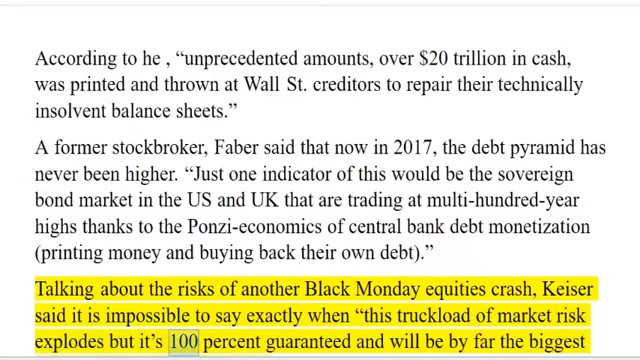 According to he , “unprecedented amounts, over $20 trillion in cash,
was printed and thrown at Wall St. creditors to repair their technically
insolvent balance sheets.”
A former stockbroker, Faber said that now in 2017, the debt pyramid has
never been higher. “Just one indicator of this would be the sovereign
bond market in the US and UK that are trading at multi-hundred-year
highs thanks to the Ponzi-economics of central bank debt monetization
(printing money and buying back their own debt).”
Talking about the risks of another Black Monday equities crash, Keiser
said it is impossible to say exactly when “this truckload of market risk
explodes but it’s 100 percent guaranteed and will be by far the biggest